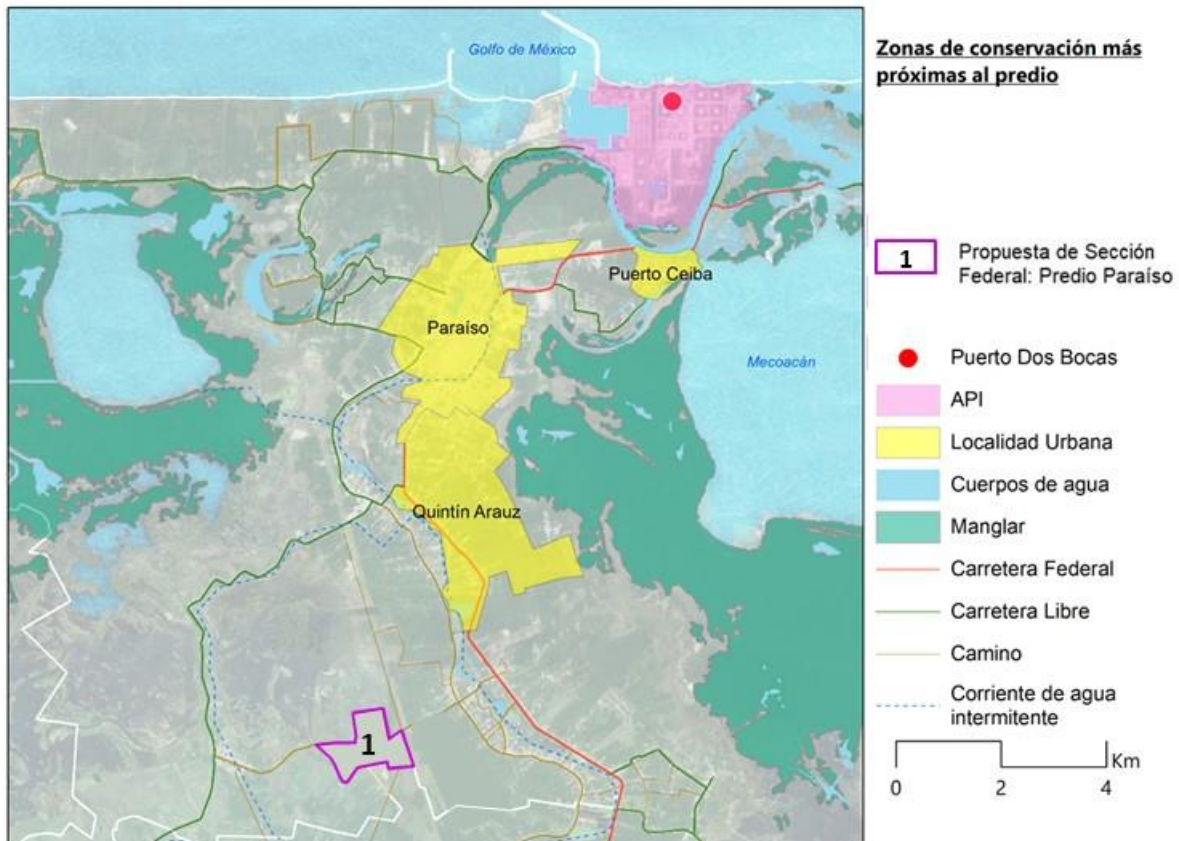 Golfo de México
Puerto Ceiba
Paraíso
Mecoacán
Quintín Arauz
1
Zonas de conservación más
próximas al predio
1
Propuesta de Sección
Federal: Predio Paraíso
Puerto Dos Bocas
API
Localidad Urbana
Cuerpos de agua
Manglar
Carretera Federal
Carretera Libre
Camino
Corriente de agua
intermitente
Km
0 2 4